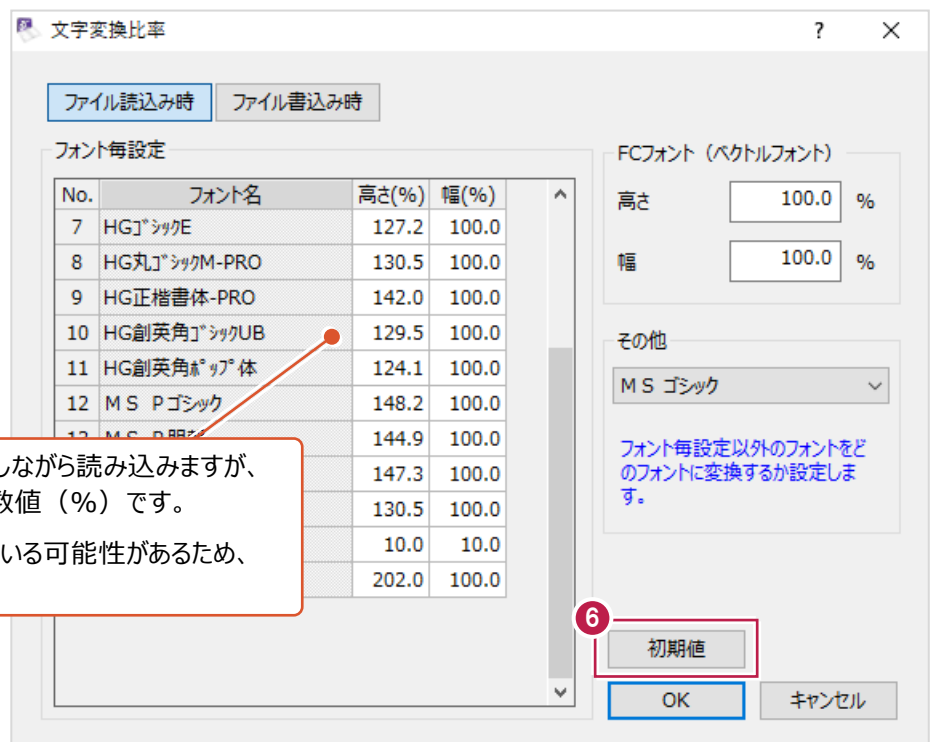 文字変換比率
?
×
ファイル読込み時 ファイル書込み時
フォント毎設定
No. フォント名 高さ(%) 幅(%)
7 HGｺﾞｼｯｸE 127.2 100.0
8 HG丸ｺﾞｼｯｸM-PRO 130.5 100.0
9 HG正楷書体-PRO 142.0 100.0
10 HG創英角ｺﾞｼｯｸUB 129.5 100.0
11 HG創英角ﾎﾟｯﾌﾟ体 124.1 100.0
12 ＭＳ Ｐゴシック 148.2 100.0
144.9 100.0
147.3 100.0
130.5 100.0
10.0 10.0
202.0 100.0
しながら読み込みますが、
数値（%）です。
いる可能性があるため、
FCフォント（ベクトルフォント）
高さ 100.0 %
幅 100.0 %
その他
ＭＳ ゴシック
フォント毎設定以外のフォントをど
のフォントに変換するか設定しま
す。
6
初期値
OK キャンセル